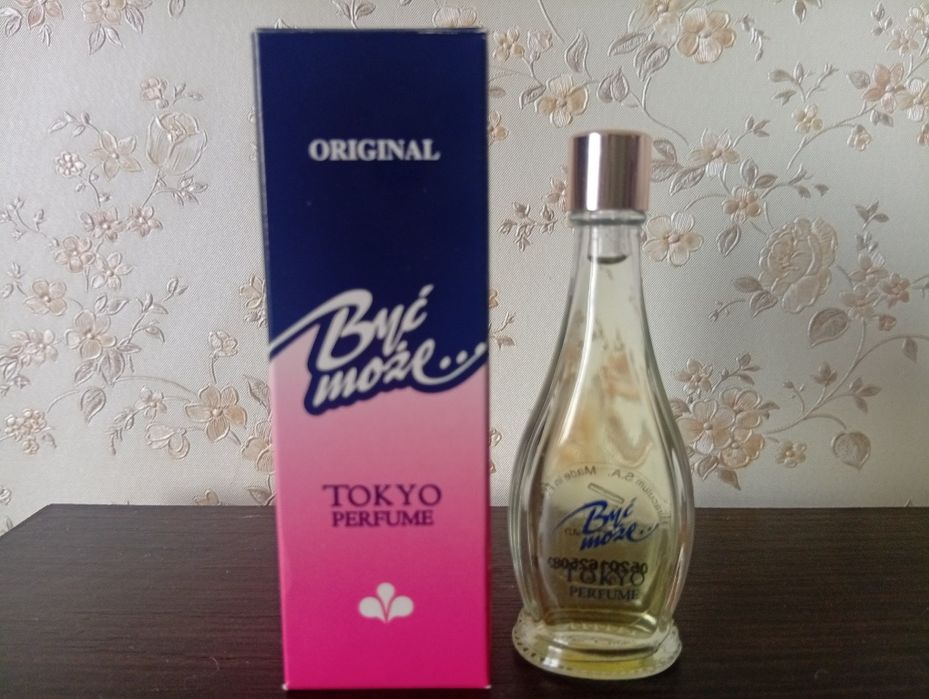 ORIGINAL
Być
może...
TOKYO
PERFUME
Być
może...
TOKYO
PERFUME